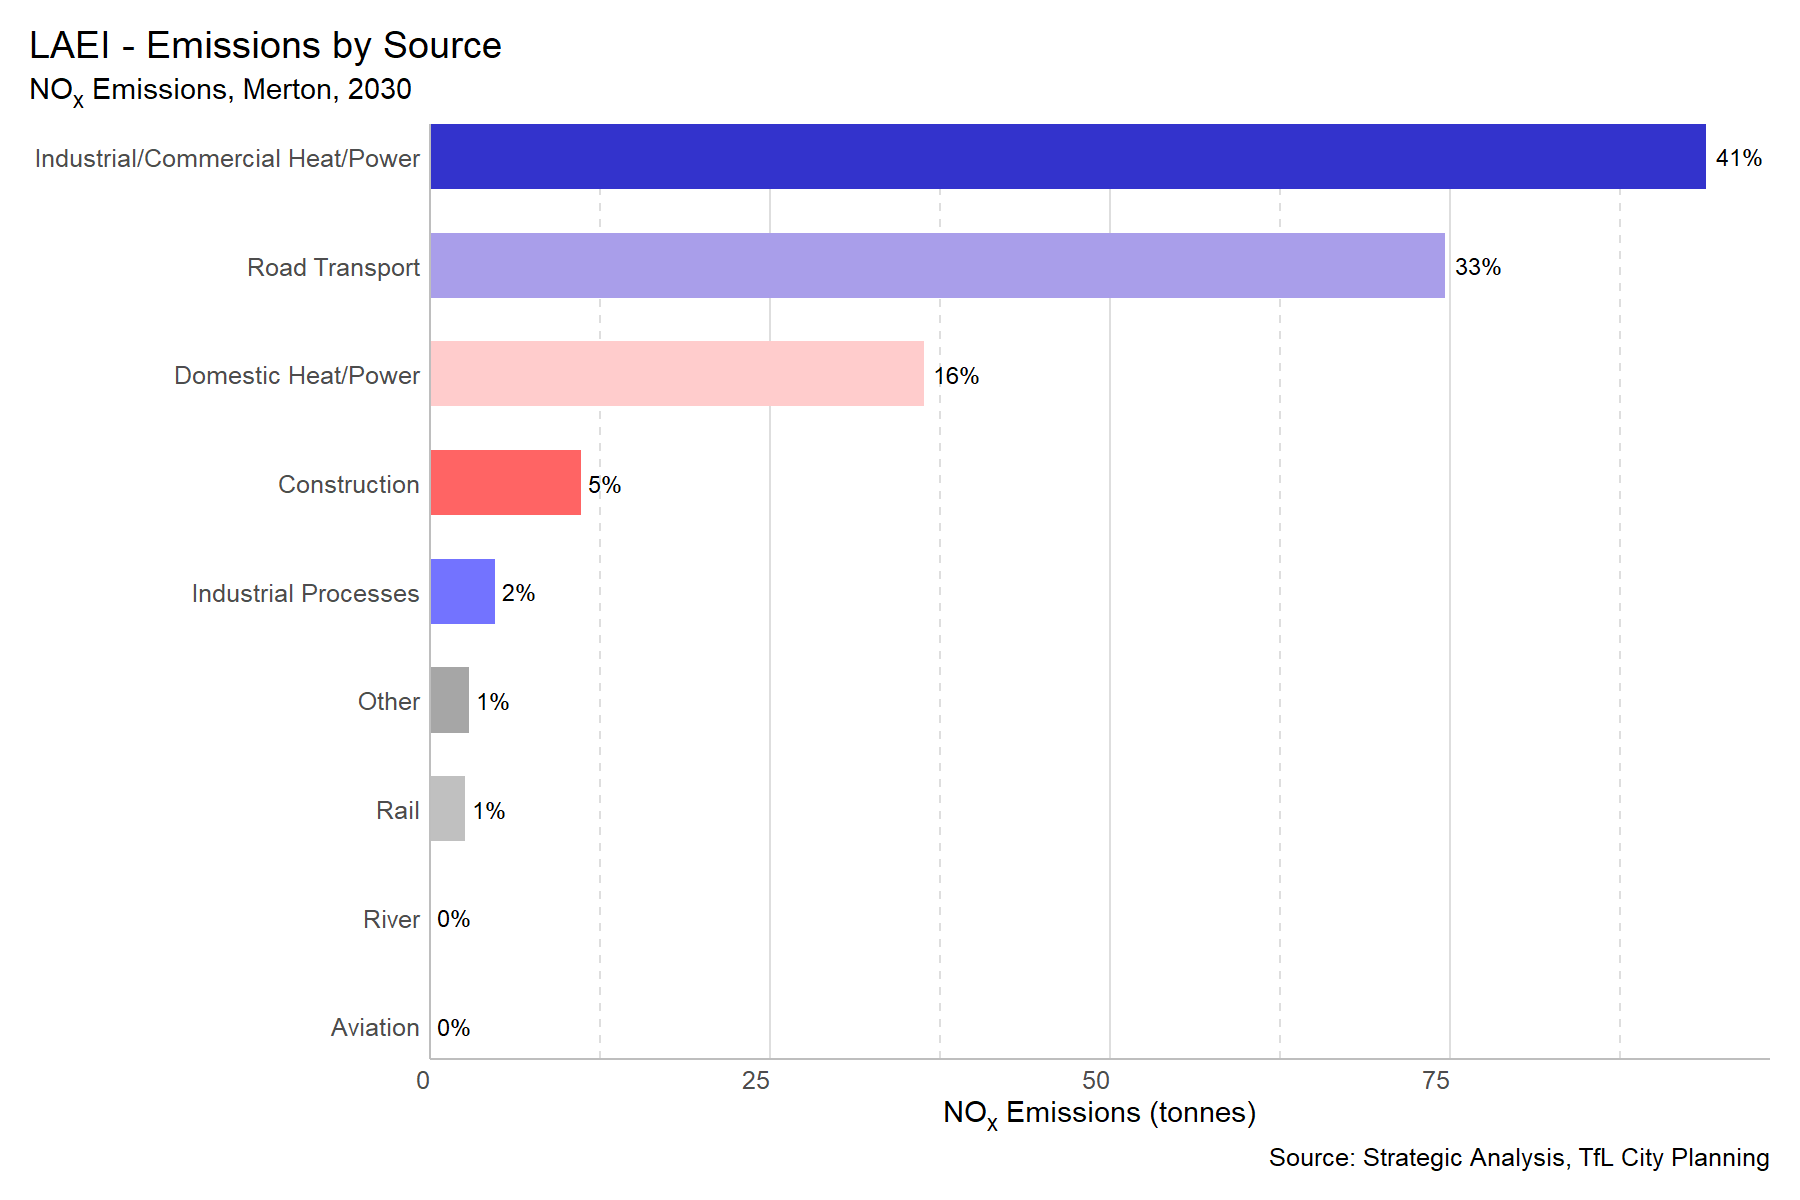 LAEI - Emissions by Source
NOx Emissions, Merton, 2030
Industrial/Commercial Heat/Power 41%
Road Transport 33%
Domestic Heat/Power 16%
Construction 5%
Industrial Processes 2%
Other 1%
Rail 1%
River 0%
Aviation 0%
0 25 50 75
NOx Emissions (tonnes)
Source: Strategic Analysis, TfL City Planning